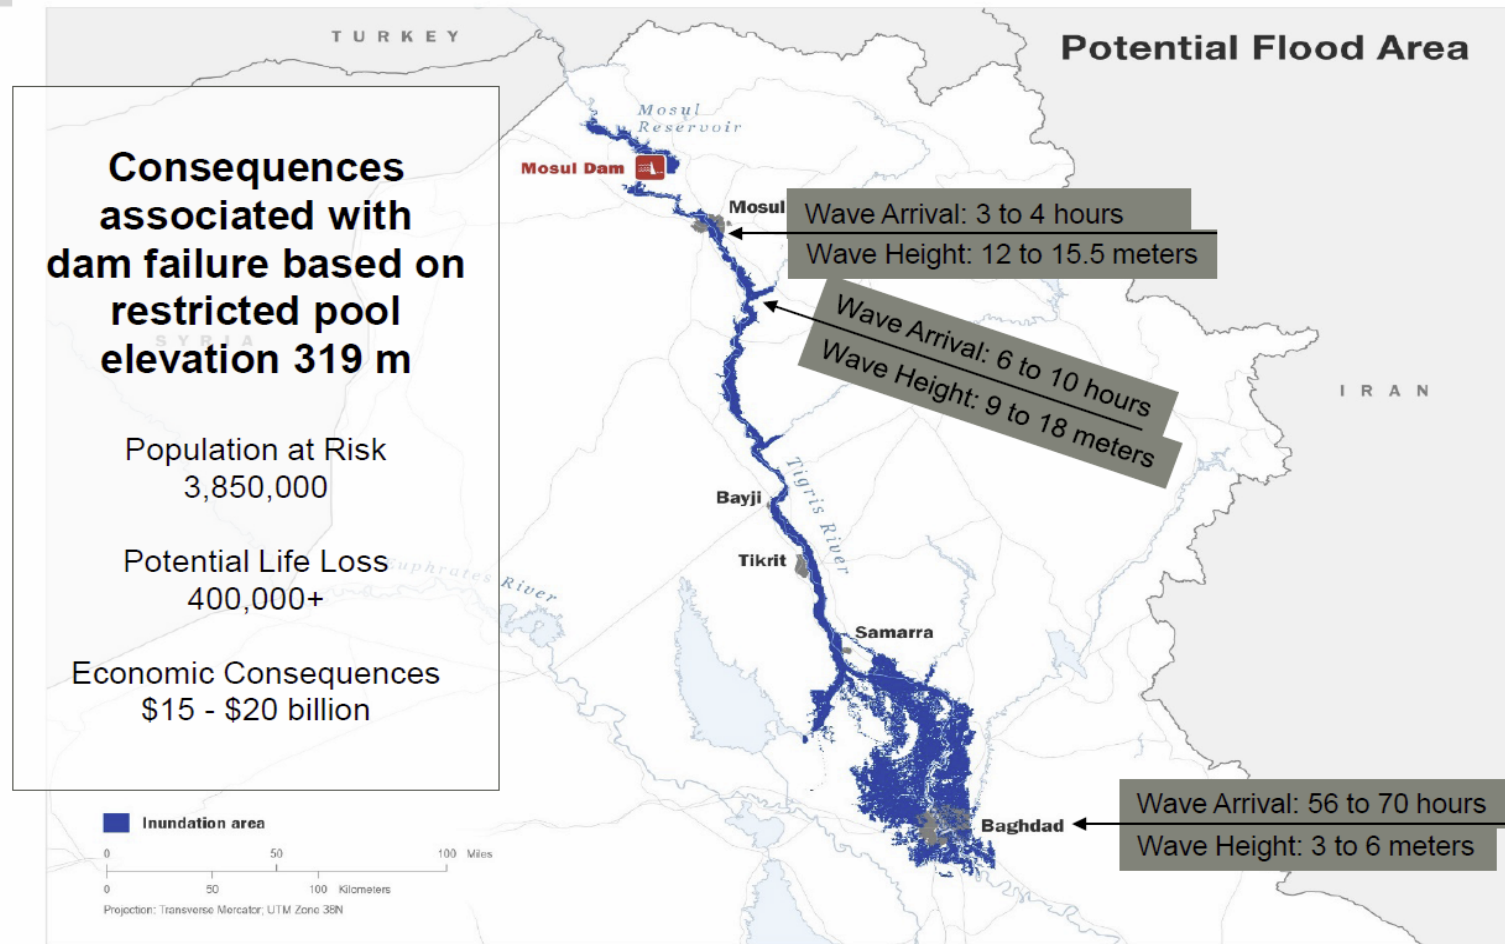 TURKEY
Potential Flood Area
Consequences
associated with
dam failure based on
restricted pool
elevation 319 m
SYRIA
Population at Risk
3,850,000
Potential Life Loss
400,000+
Economic Consequences
$15 - $20 billion
Mosul
Reservoir
Mosul Dam
Mosul
Wave Arrival: 3 to 4 hours
Wave Height: 12 to 15.5 meters
Wave Arrival: 6 to 10 hours
Wave Height: 9 to 18 meters
IRAN
Bayji
Tigris River
Tikrit
Euphrates River
Samarra
Baghdad
Wave Arrival: 56 to 70 hours
Wave Height: 3 to 6 meters
Inundation area
0 50 100 Miles
0 50 100 Kilometers
Projection: Transverse Mercator; UTM Zone 38N